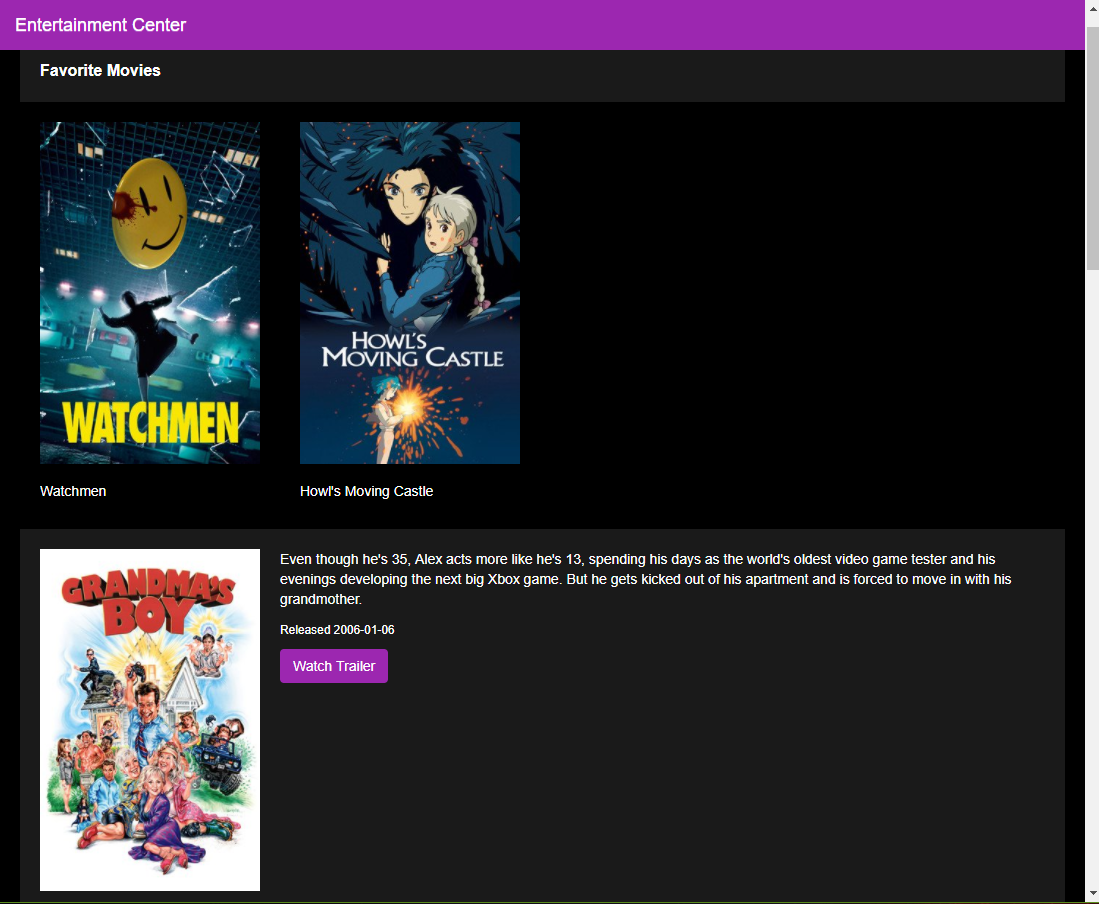 Entertainment Center
Favorite Movies
WATCHMEN
HOWL'S
MOVING CASTLE
Watchmen
Howl's Moving Castle
GRANDMA'S
BOY
Even though he's 35, Alex acts more like he's 13, spending his days as the world's oldest video game tester and his
evenings developing the next big Xbox game. But he gets kicked out of his apartment and is forced to move in with his
grandmother.
Released 2006-01-06
Watch Trailer